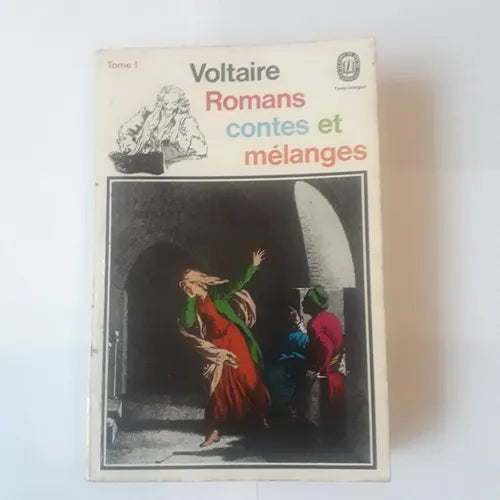 Tome 1
Voltaire
Romans
contes et
mélanges
Texte intégral